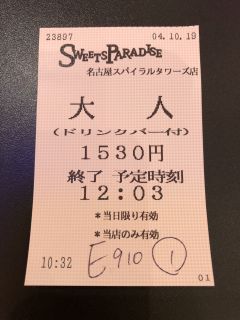 23897 04.10.19
SWEETSPARADISE
名古屋スパイラルタワーズ店
大人
(ドリンクバー付)
1530円
終了 予定時刻
12:03
＊当日限り有効
＊当店のみ有効
10:32 E910 ①
01